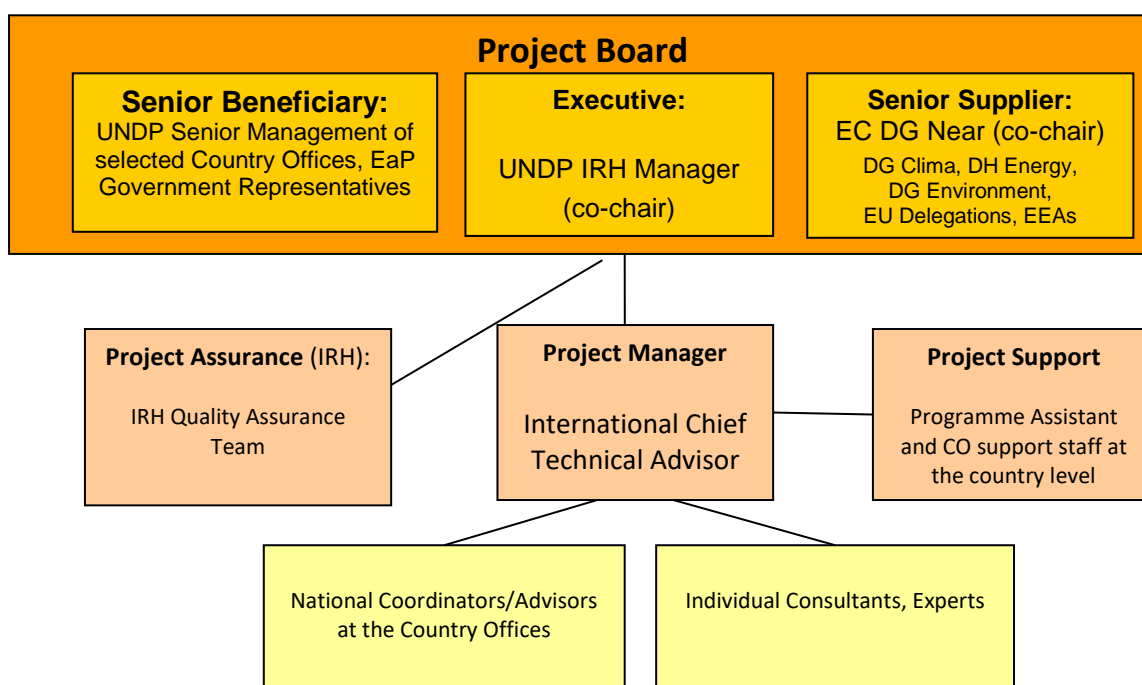 Project Board
Senior Beneficiary:
UNDP Senior Management of
selected Country Offices, EaP
Government Representatives
Executive:
UNDP IRH Manager
(co-chair)
Senior Supplier:
EC DG Near (co-chair)
DG Clima, DH Energy,
DG Environment,
EU Delegations, EEAs
Project Assurance (IRH):
IRH Quality Assurance
Team
Project Manager
International Chief
Technical Advisor
Project Support
Programme Assistant
and CO support staff at
the country level
National Coordinators/Advisors
at the Country Offices
Individual Consultants, Experts